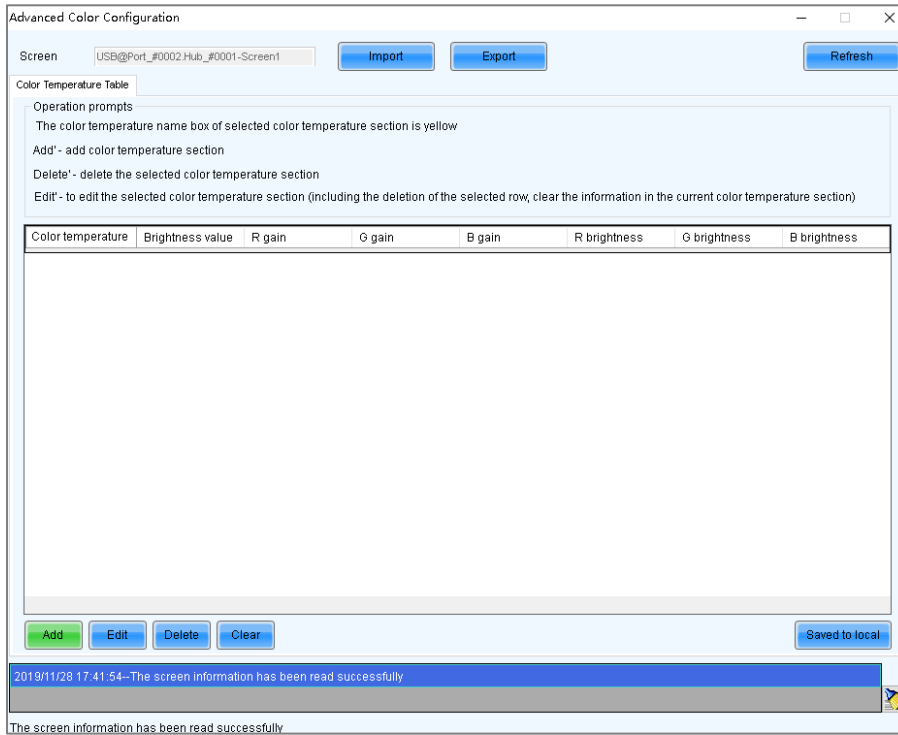 Advanced Color Configuration
Screen USB@Port_#0002.Hub_#0001-Screen1 Import Export Refresh
Color Temperature Table
Operation prompts
The color temperature name box of selected color temperature section is yellow
Add' - add color temperature section
Delete' - delete the selected color temperature section
Edit' - to edit the selected color temperature section (including the deletion of the selected row, clear the information in the current color temperature section)
Color temperature Brightness value R gain G gain B gain R brightness G brightness B brightness
Add Edit Delete Clear Saved to local
2019/11/28 17:41:54--The screen information has been read successfully
The screen information has been read successfully